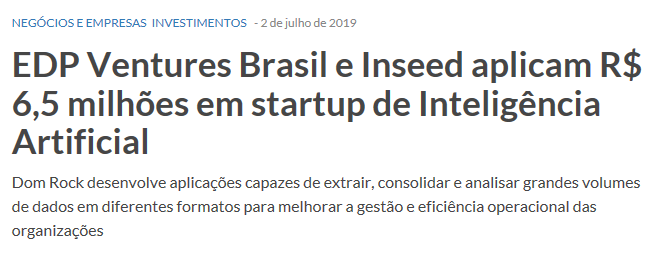 NEGÓCIOS E EMPRESAS INVESTIMENTOS - 2 de julho de 2019
EDP Ventures Brasil e Inseed aplicam R$
6,5 milhões em startup de Inteligência
Artificial
Dom Rock desenvolve aplicações capazes de extrair, consolidar e analisar grandes volumes
de dados em diferentes formatos para melhorar a gestão e eficiência operacional das
organizações